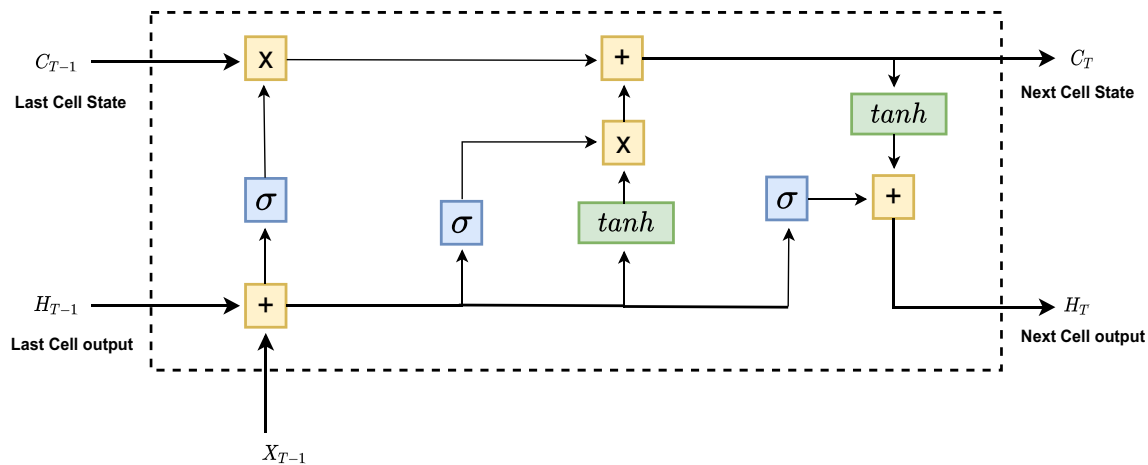 C_{T-1}
x
+
C_T
Last Cell State
Next Cell State
tanh
x
σ
σ
tanh
σ
+
H_{T-1}
+
H_T
Last Cell output
Next Cell output
X_{T-1}